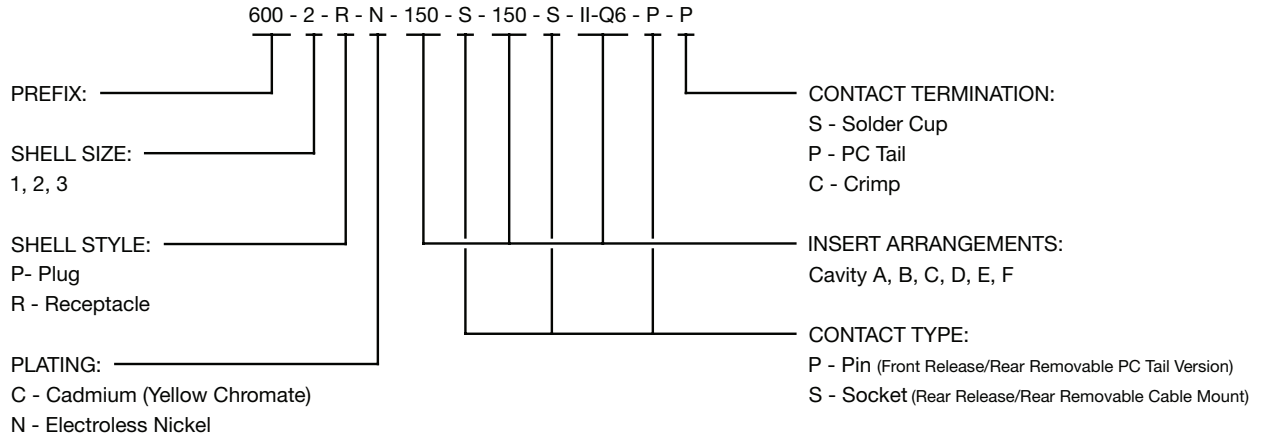 600 - 2 - R - N - 150 - S - 150 - S - II-Q6 - P - P
PREFIX:
SHELL SIZE:
1, 2, 3
SHELL STYLE:
P- Plug
R - Receptacle
PLATING:
C - Cadmium (Yellow Chromate)
N - Electroless Nickel
CONTACT TERMINATION:
S - Solder Cup
P - PC Tail
C - Crimp
INSERT ARRANGEMENTS:
Cavity A, B, C, D, E, F
CONTACT TYPE:
P - Pin (Front Release/Rear Removable PC Tail Version)
S - Socket (Rear Release/Rear Removable Cable Mount)